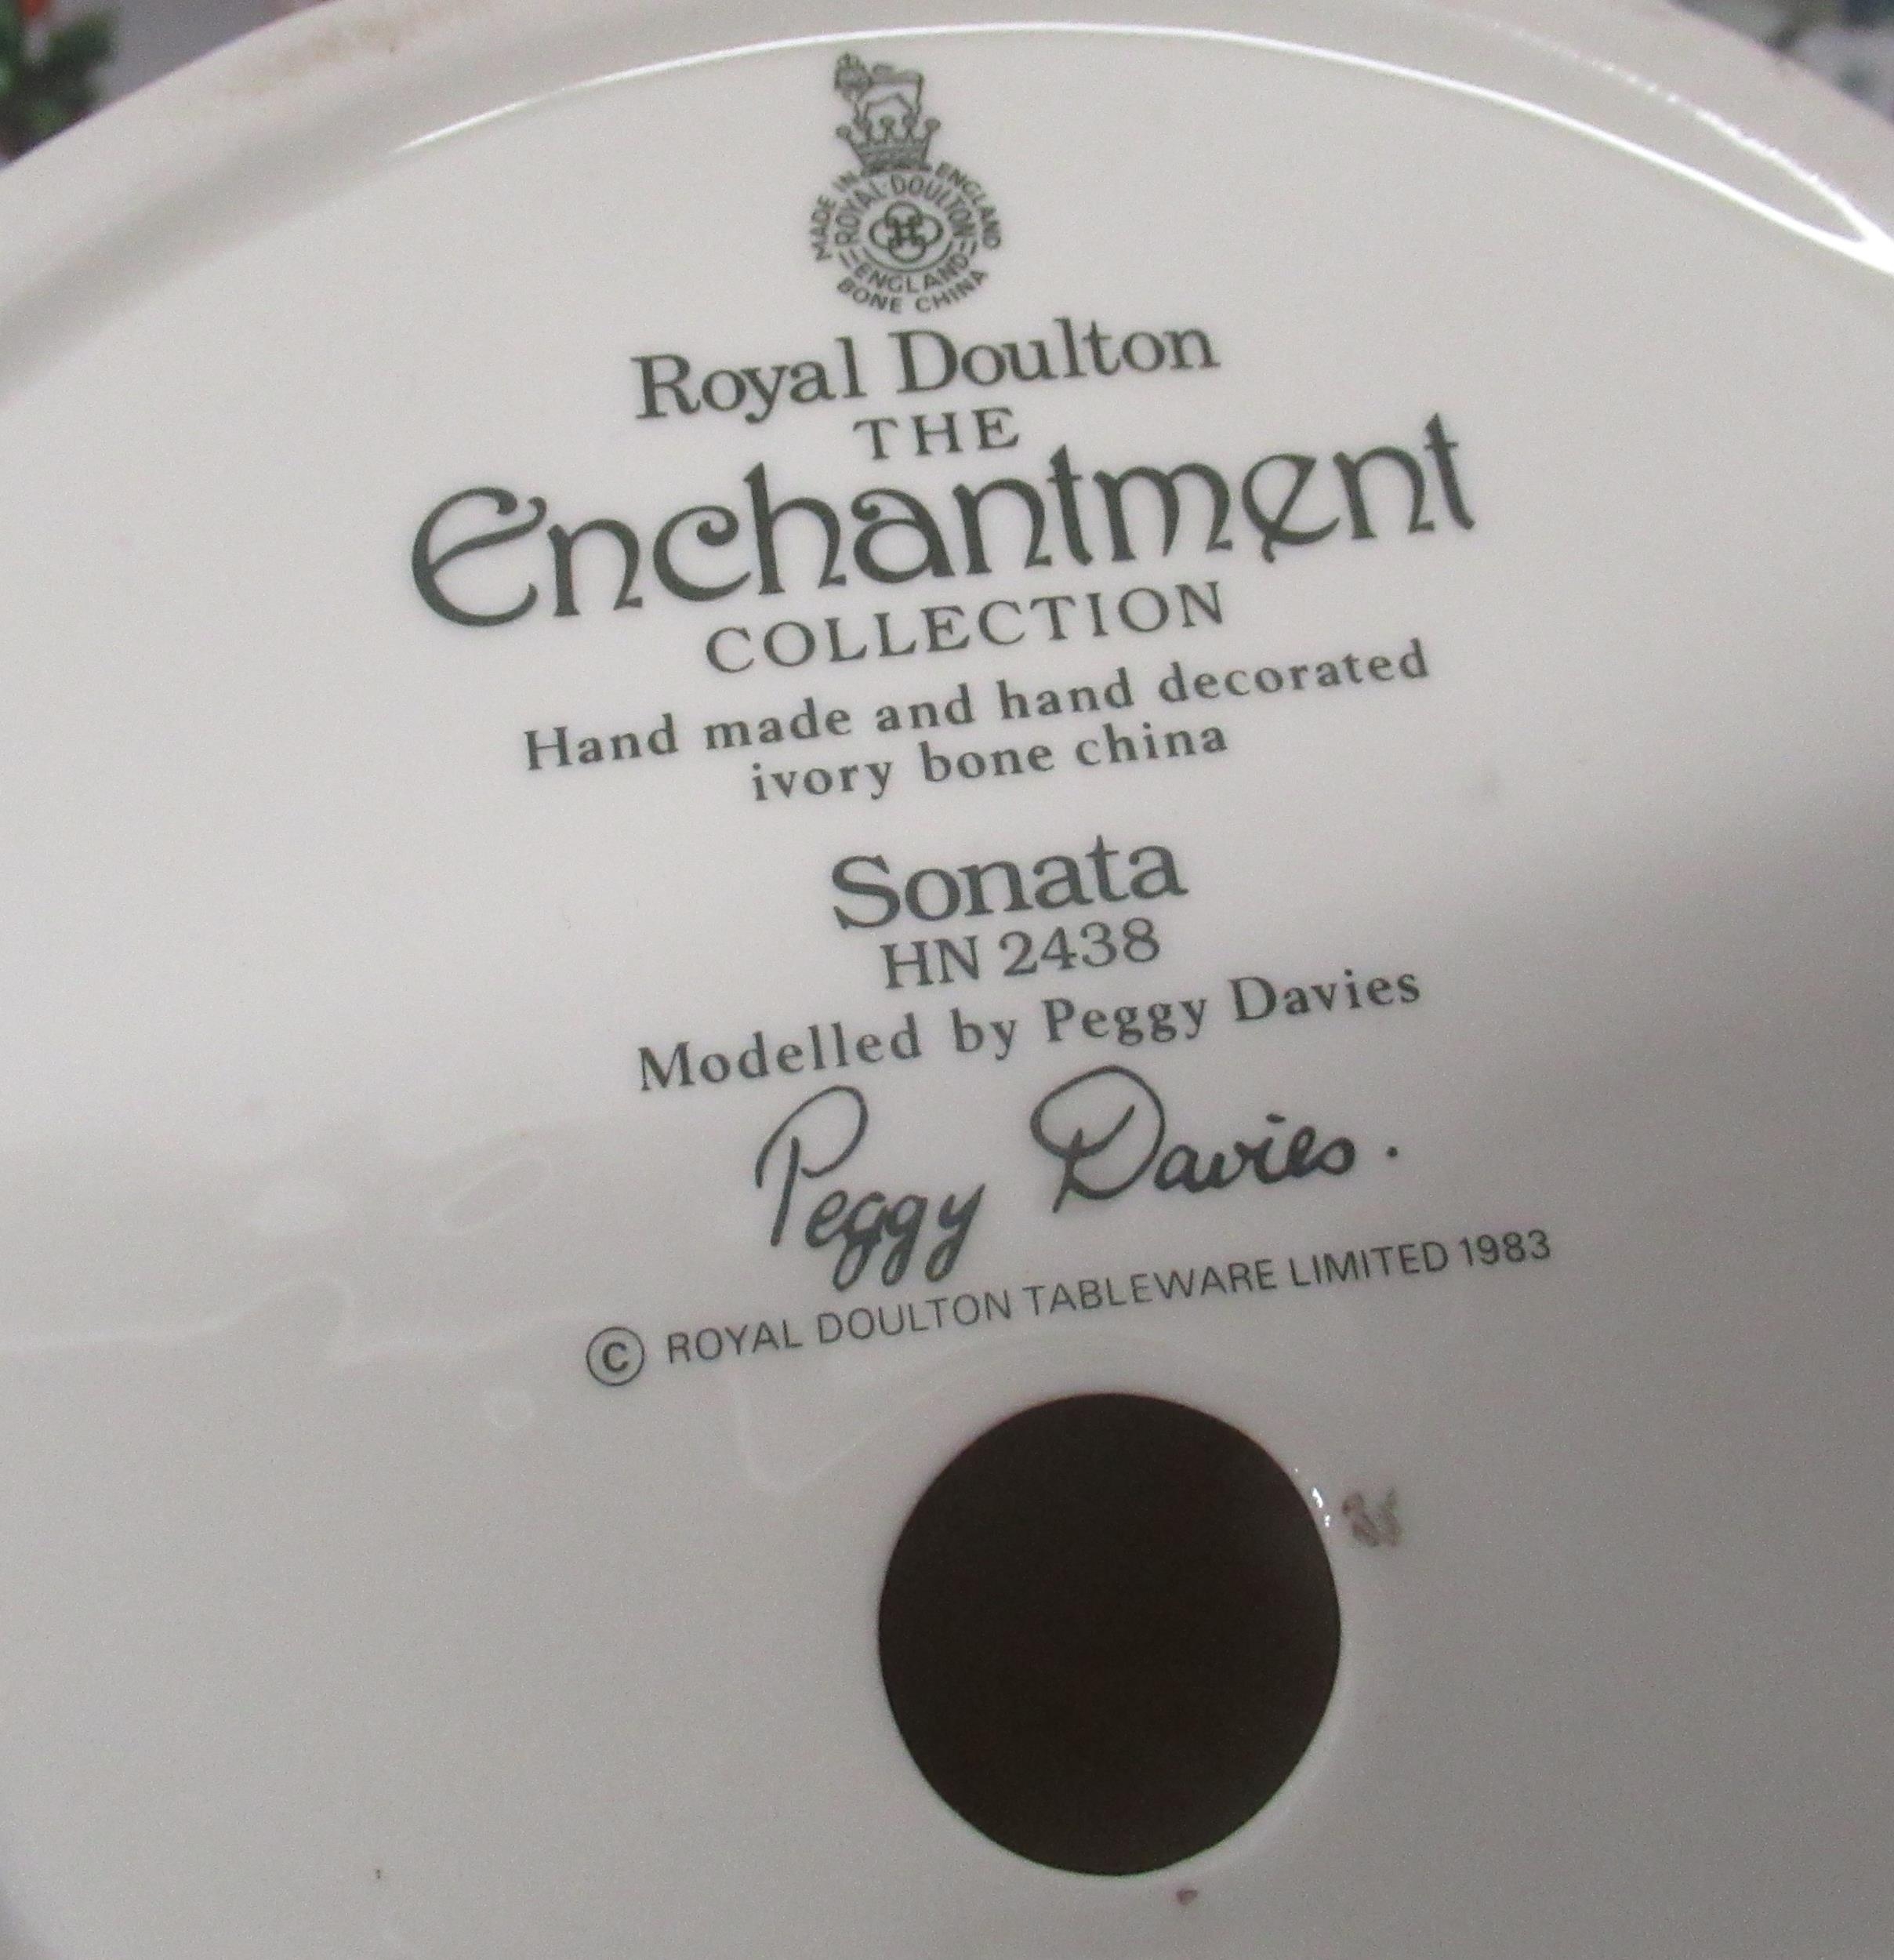 MADE IN ENGLAND
ROYAL DOULTON
ENGLAND
BONE CHINA
Royal Doulton
THE
Enchantment
COLLECTION
Hand made and hand decorated
ivory bone china
Sonata
HN 2438
Modelled by Peggy Davies
Peggy Davies.
© ROYAL DOULTON TABLEWARE LIMITED 1983